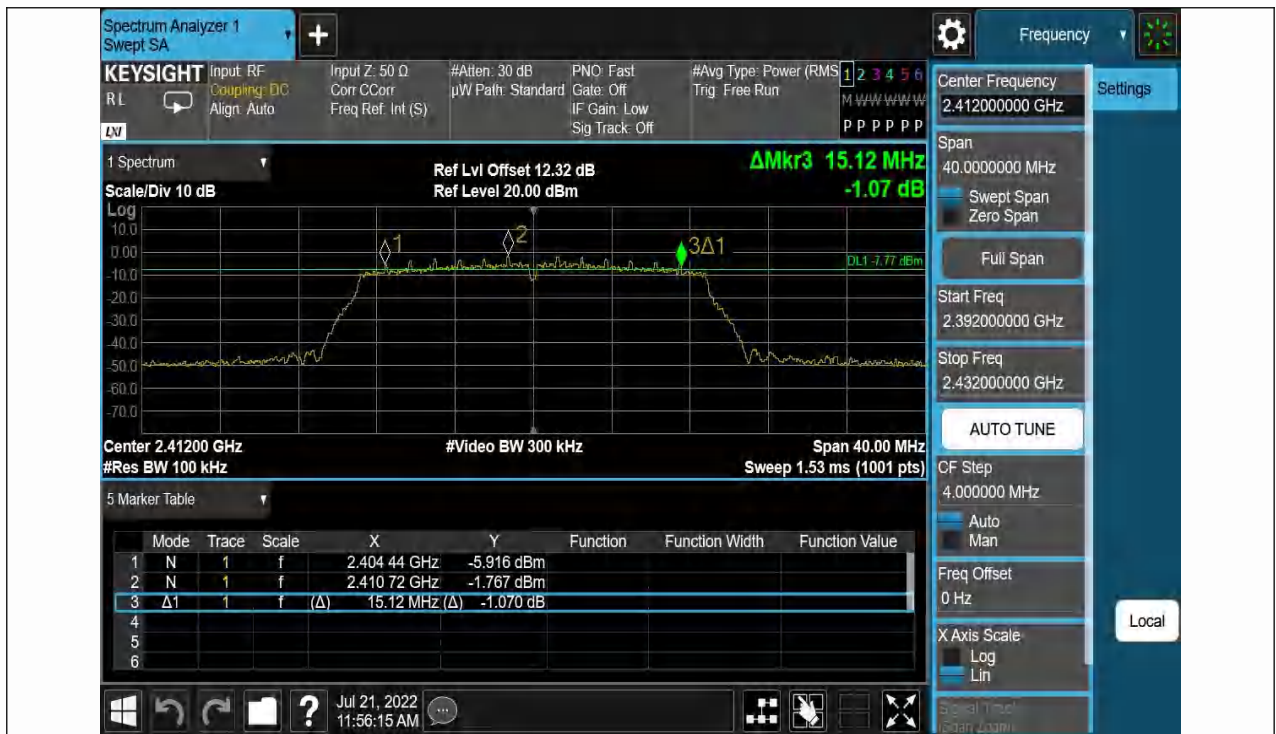 Spectrum Analyzer 1
Swept SA
+
Frequency
KEYSIGHT
RL
LXI
Input: RF
Coupling: DC
Align: Auto
Input Z: 50 Ω
Corr CCorr
Freq Ref: Int (S)
#Atten: 30 dB
µW Path: Standard
PNO: Fast
Gate: Off
IF Gain: Low
Sig Track: Off
#Avg Type: Power (RMS
Trig: Free Run
1 2 3 4 5 6
M W W W W W
P P P P P P
1 Spectrum
Scale/Div 10 dB
Ref Lvl Offset 12.32 dB
Ref Level 20.00 dBm
ΔMkr3 15.12 MHz
-1.07 dB
Log
10.0
0.00
-10.0
-20.0
-30.0
-40.0
-50.0
-60.0
-70.0
1
2
3Δ1
DL1 -7.77 dBm
Center 2.41200 GHz
#Video BW 300 kHz
Span 40.00 MHz
#Res BW 100 kHz
Sweep 1.53 ms (1001 pts)
5 Marker Table
Mode Trace Scale X Y Function Function Width Function Value
1 N 1 f 2.404 44 GHz -5.916 dBm
2 N 1 f 2.410 72 GHz -1.767 dBm
3 Δ1 1 f (Δ) 15.12 MHz (Δ) -1.070 dB
4
5
6
?
Jul 21, 2022
11:56:15 AM
Center Frequency
2.412000000 GHz
Span
40.0000000 MHz
Swept Span
Zero Span
Full Span
Start Freq
2.392000000 GHz
Stop Freq
2.432000000 GHz
AUTO TUNE
CF Step
4.000000 MHz
Auto
Man
Freq Offset
0 Hz
X Axis Scale
Log
Lin
Signal Track
(Span Zoom)
Settings
Local